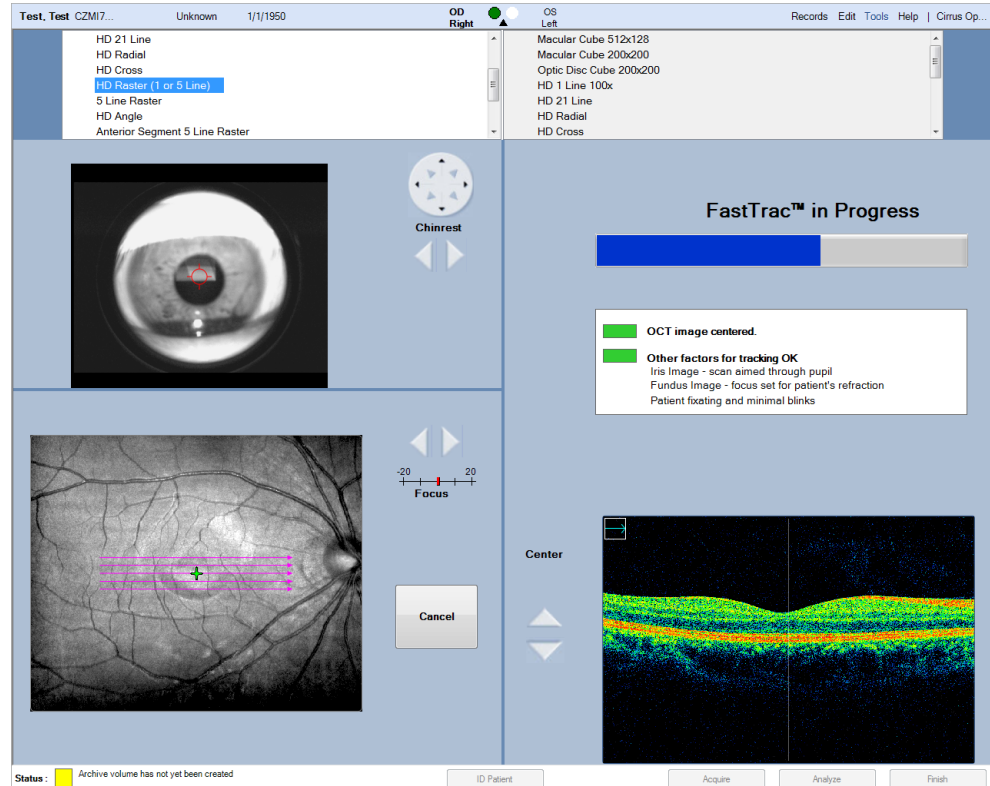 Test, Test CZMI7... Unknown 1/1/1950 OD Right OS Left Records Edit Tools Help | Cirrus Op...
HD 21 Line
HD Radial
HD Cross
HD Raster (1 or 5 Line)
5 Line Raster
HD Angle
Anterior Segment 5 Line Raster
Macular Cube 512x128
Macular Cube 200x200
Optic Disc Cube 200x200
HD 1 Line 100x
HD 21 Line
HD Radial
HD Cross
Chinrest
FastTrac™ in Progress
OCT image centered.
Other factors for tracking OK
Iris Image - scan aimed through pupil
Fundus Image - focus set for patient's refraction
Patient fixating and minimal blinks
-20 20
Focus
Center
Cancel
Status : Archive volume has not yet been created
ID Patient Acquire Analyze Finish